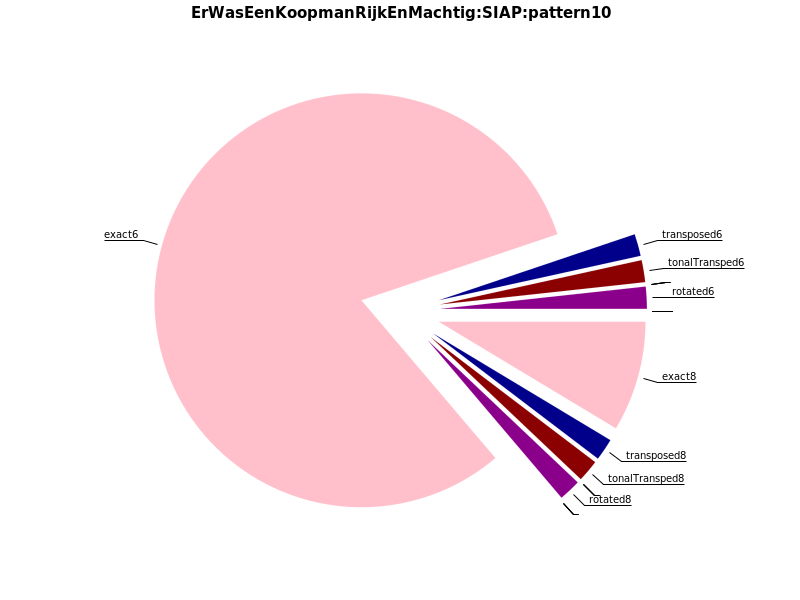 ErWasEenKoopmanRijkEnMachtig:SIAP:pattern10
exact6
transposed6
tonalTransped6
rotated6
exact8
transposed8
tonalTransped8
rotated8